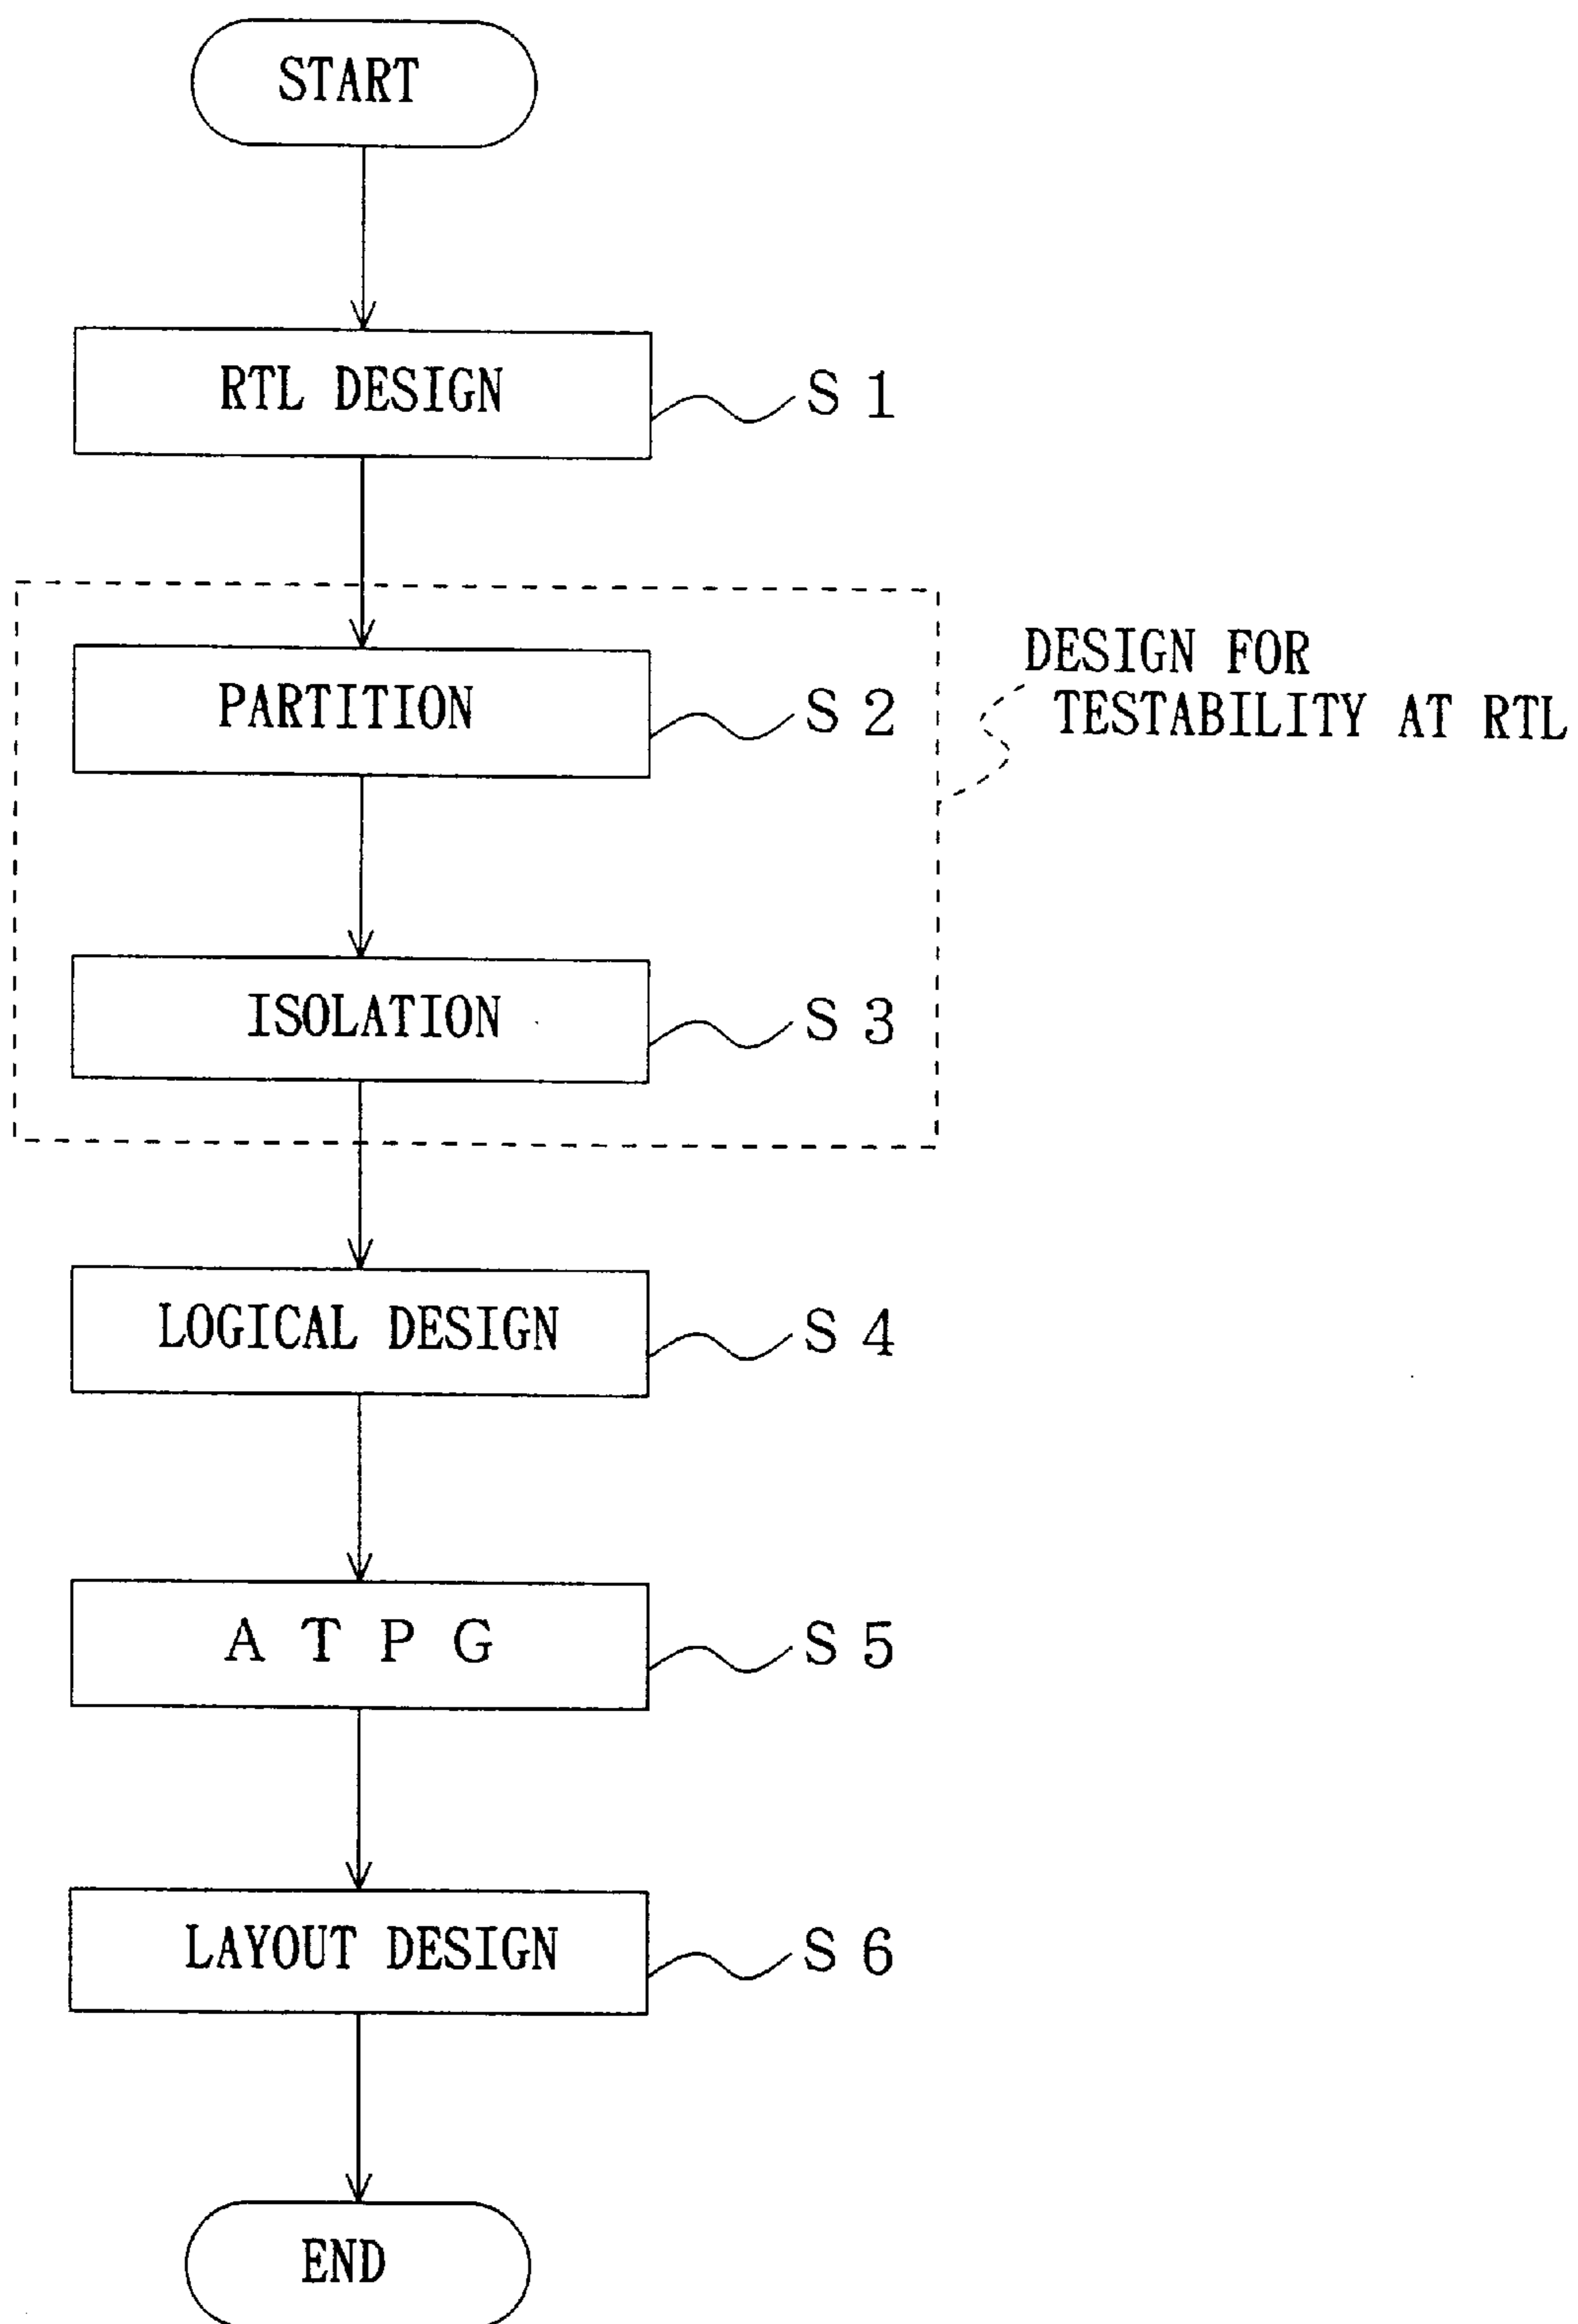 START
RTL DESIGN
S 1
PARTITION
S 2
DESIGN FOR
TESTABILITY AT RTL
ISOLATION
S 3
LOGICAL DESIGN
S 4
A T P G
S 5
LAYOUT DESIGN
S 6
END